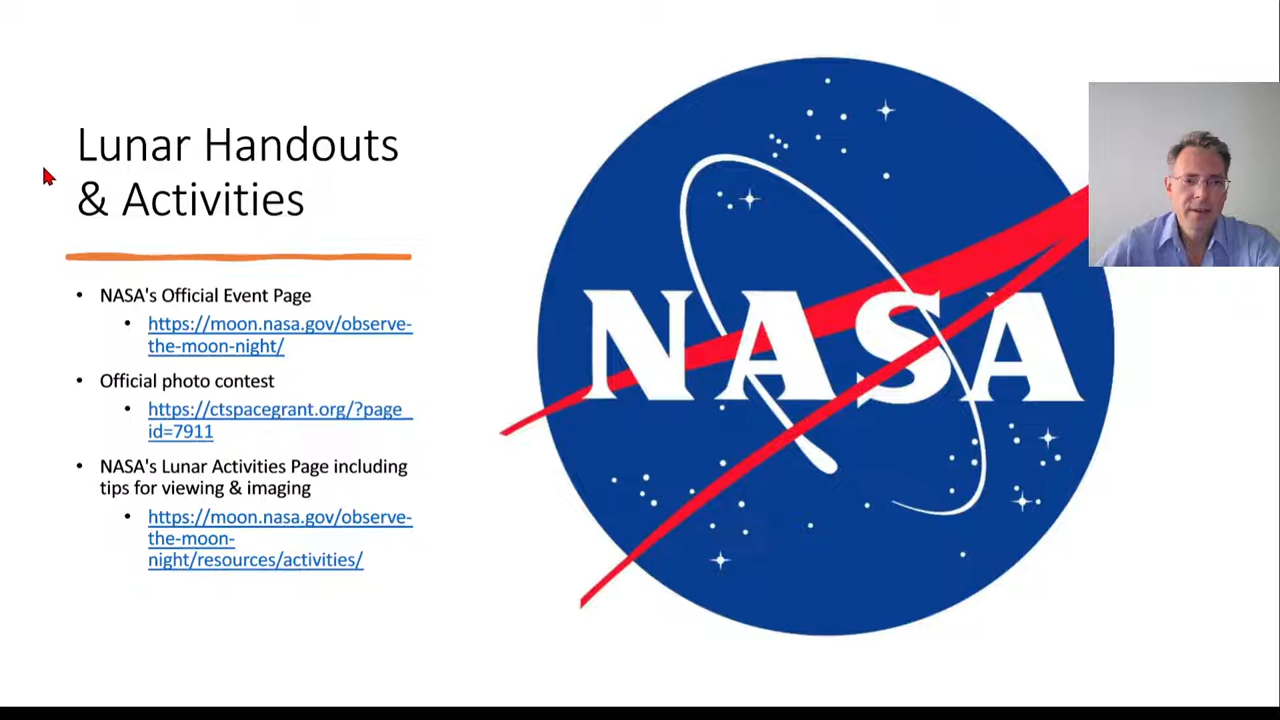 Lunar Handouts
& Activities
• NASA's Official Event Page
• https://moon.nasa.gov/observe-
the-moon-night/
• Official photo contest
• https://ctspacegrant.org/?page_
id=7911
• NASA's Lunar Activities Page including
tips for viewing & imaging
• https://moon.nasa.gov/observe-
the-moon-
night/resources/activities/
NASA